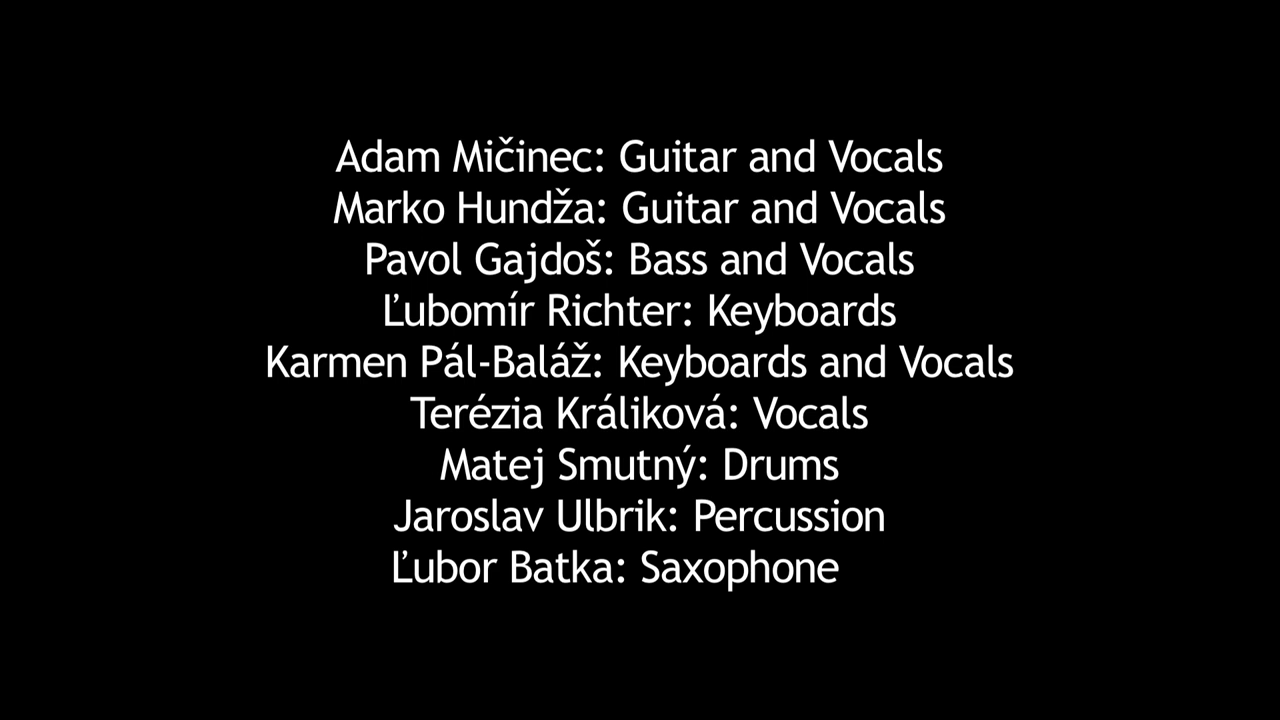 Adam Mičinec: Guitar and Vocals
Marko Hundža: Guitar and Vocals
Pavol Gajdoš: Bass and Vocals
Ľubomír Richter: Keyboards
Karmen Pál-Baláž: Keyboards and Vocals
Terézia Králiková: Vocals
Matej Smutný: Drums
Jaroslav Ulbrik: Percussion
Ľubor Batka: Saxophone